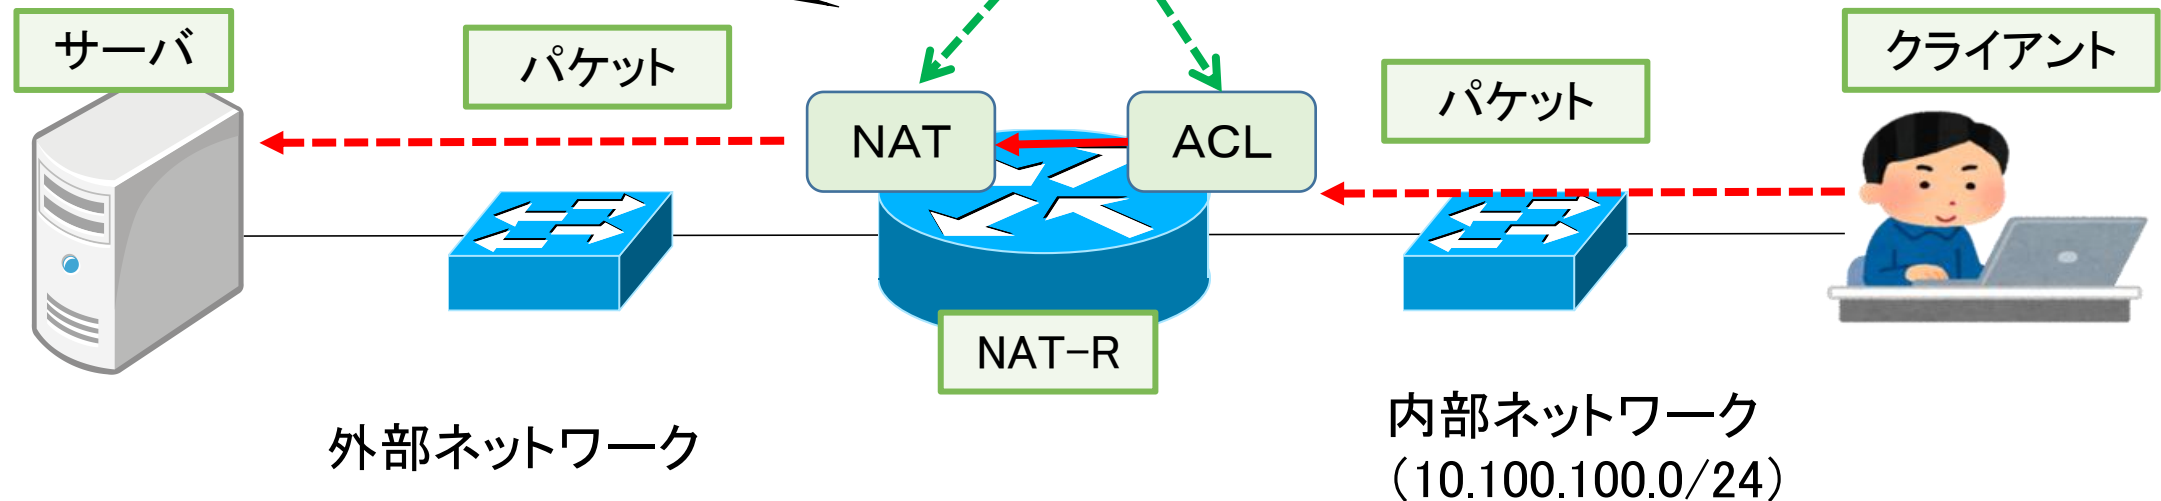 サーバ
パケット
NAT
ACL
パケット
クライアント
NAT-R
外部ネットワーク
内部ネットワーク
(10.100.100.0/24)